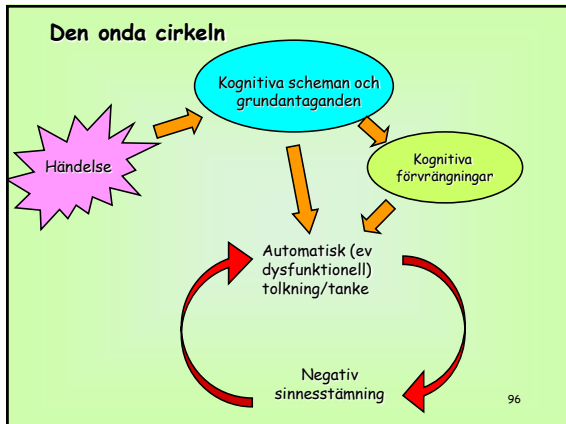 Den onda cirkeln
Kognitiva scheman och
grundantaganden
Händelse
Kognitiva
förvrängningar
Automatisk (ev
dysfunktionell)
tolkning/tanke
Negativ
sinnesstämning
96